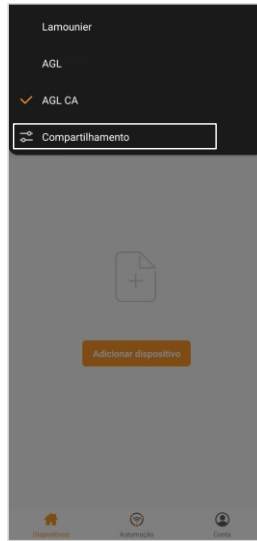 Lamounier
AGL
AGL CA
Compartilhamento
Adicionar dispositivo
Dispositivos
Automação
Conta